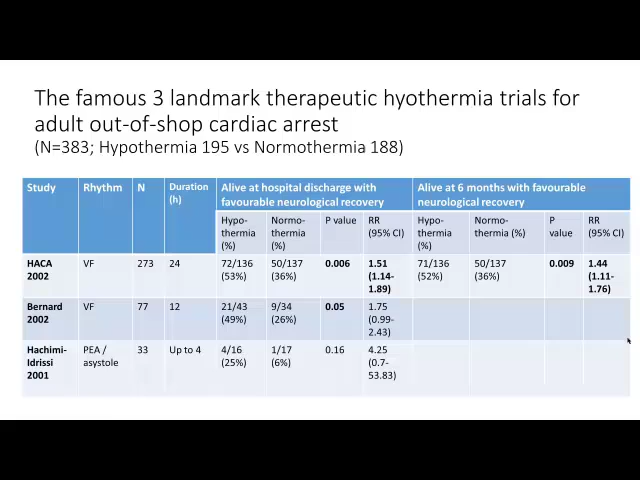 The famous 3 landmark therapeutic hyothermia trials for
adult out-of-shop cardiac arrest
(N=383; Hypothermia 195 vs Normothermia 188)
Study Rhythm N Duration (h) Alive at hospital discharge with favourable neurological recovery Alive at 6 months with favourable neurological recovery
Hypo-thermia (%) Normo-thermia (%) P value RR (95% CI) Hypo-thermia (%) Normo-thermia (%) P value RR (95% CI)
HACA 2002 VF 273 24 72/136 (53%) 50/137 (36%) 0.006 1.51 (1.14-1.89) 71/136 (52%) 50/137 (36%) 0.009 1.44 (1.11-1.76)
Bernard 2002 VF 77 12 21/43 (49%) 9/34 (26%) 0.05 1.75 (0.99-2.43)
Hachimi-Idrissi 2001 PEA / asystole 33 Up to 4 4/16 (25%) 1/17 (6%) 0.16 4.25 (0.7-53.83)